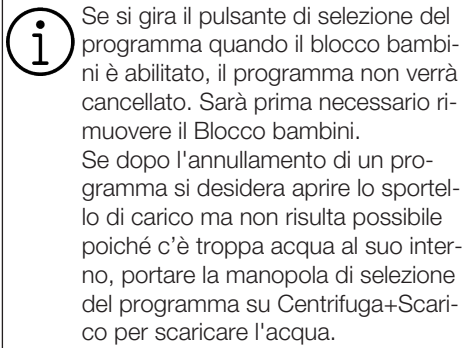 Se si gira il pulsante di selezione del
programma quando il blocco bambi-
ni è abilitato, il programma non verrà
cancellato. Sarà prima necessario ri-
muovere il Blocco bambini.
Se dopo l'annullamento di un pro-
gramma si desidera aprire lo sportel-
lo di carico ma non risulta possibile
poiché c’è troppa acqua al suo inter-
no, portare la manopola di selezione
del programma su Centrifuga+Scari-
co per scaricare l'acqua.